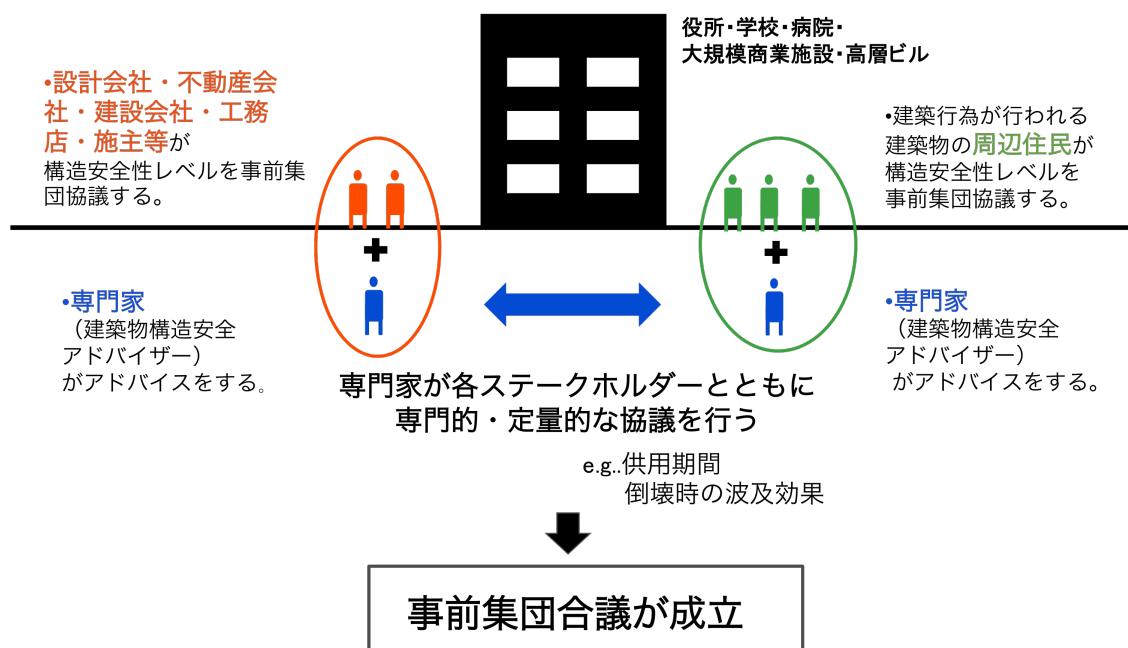 役所・学校・病院・
大規模商業施設・高層ビル
•設計会社・不動産会
社・建設会社・工務
店・施主等が
構造安全性レベルを事前集
団協議する。
•建築行為が行われる
建築物の周辺住民が
構造安全性レベルを
事前集団協議する。
•専門家
（建築物構造安全
アドバイザー）
がアドバイスをする。
•専門家
（建築物構造安全
アドバイザー）
がアドバイスをする。
専門家が各ステークホルダーとともに
専門的・定量的な協議を行う
e.g..供用期間
倒壊時の波及効果
事前集団合議が成立